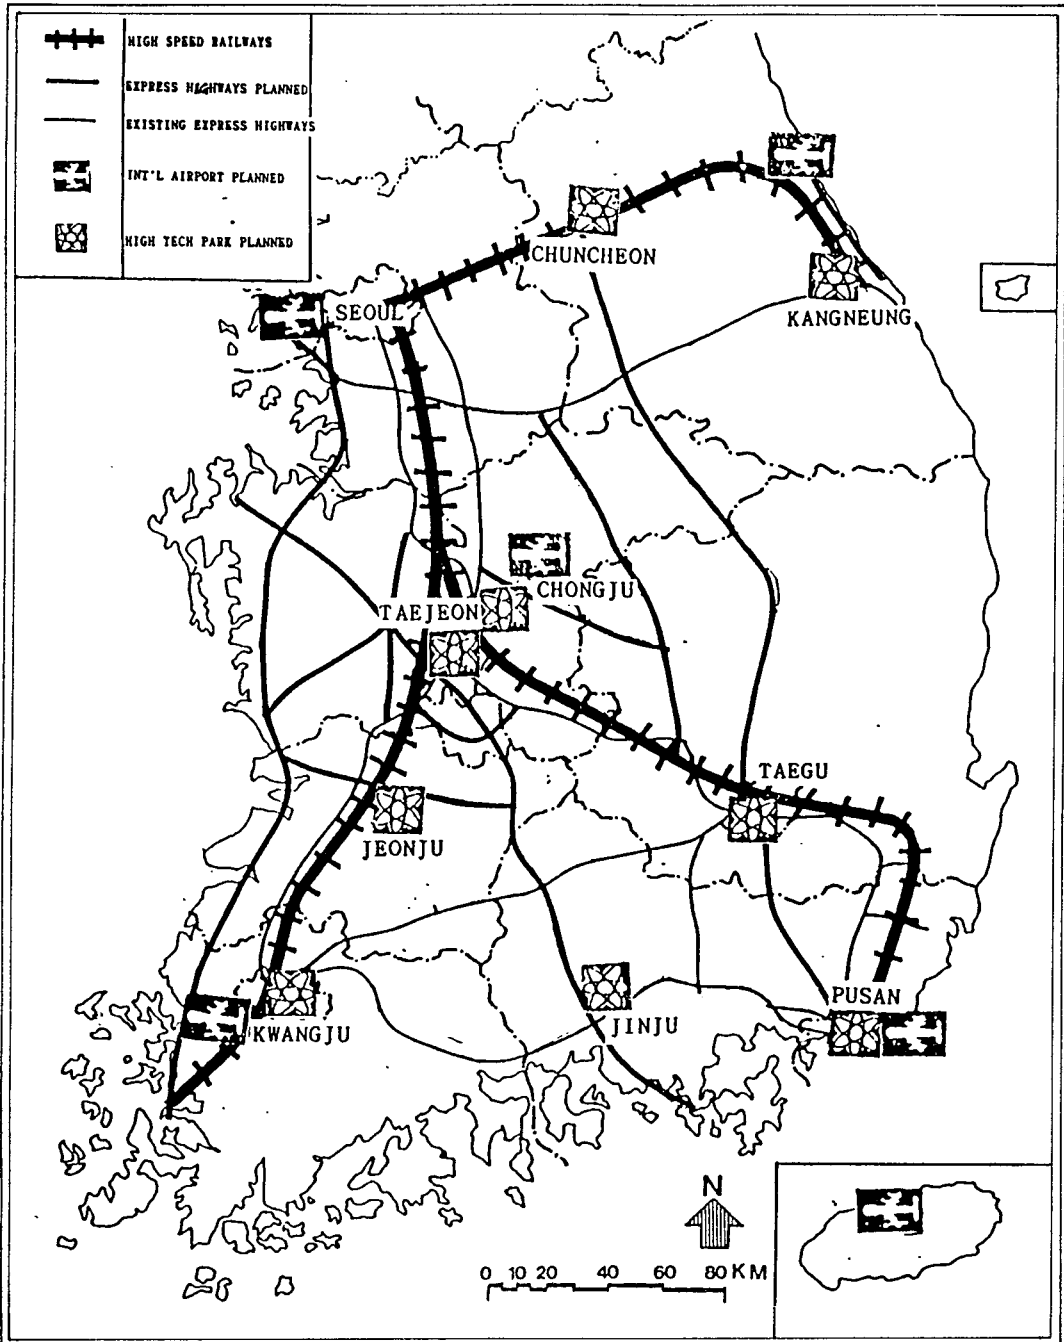 HIGH SPEED RAILWAYS
EXPRESS HIGHWAYS PLANNED
EXISTING EXPRESS HIGHWAYS
INT'L AIRPORT PLANNED
HIGH TECH PARK PLANNED
CHUNCHEON
SEOUL
KANGNEUNG
CHONGJU
TAEJEON
TAEGU
JEONJU
PUSAN
JINJU
KWANGJU
N
0 10 20 40 60 80 KM